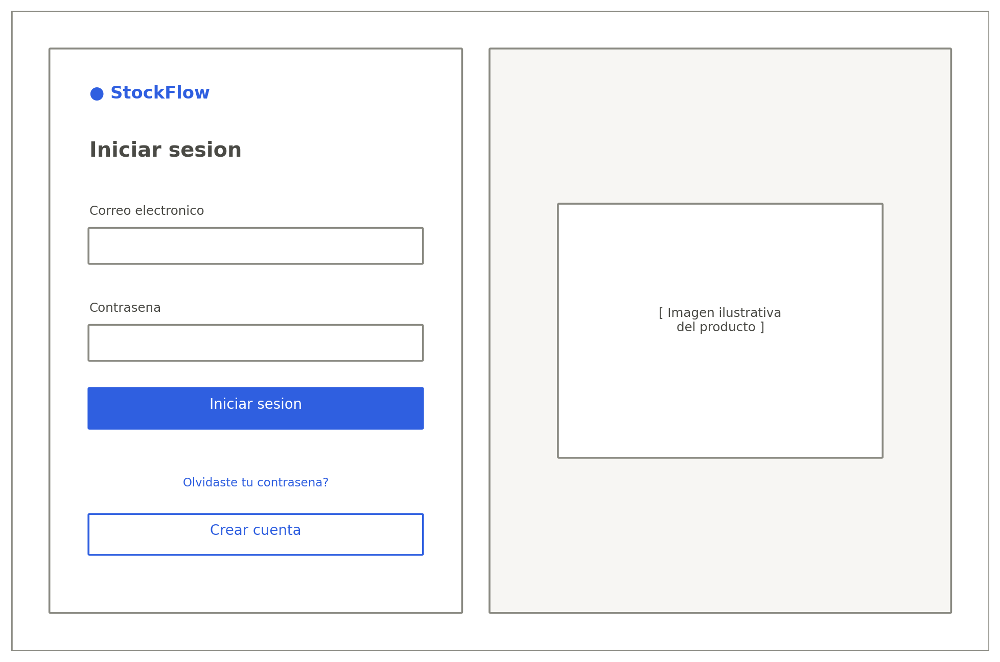 StockFlow
Iniciar sesion
Correo electronico
Contrasena
Iniciar sesion
Olvidaste tu contrasena?
Crear cuenta
[ Imagen ilustrativa
del producto ]